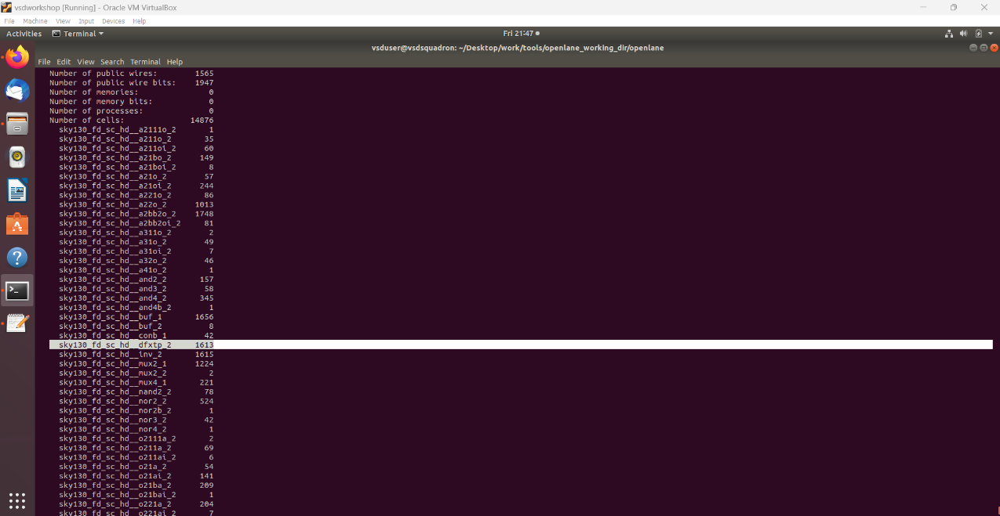 vsdworkshop [Running] - Oracle VM VirtualBox
File Machine View Input Devices Help
Activities Terminal Fri 21:47
vsduser@vsdsquadron: ~/Desktop/work/tools/openlane_working_dir/openlane
File Edit View Search Terminal Help
Number of public wires: 1565
Number of public wire bits: 1947
Number of memories: 0
Number of memory bits: 0
Number of processes: 0
Number of cells: 14876
sky130_fd_sc_hd__a2111o_2 1
sky130_fd_sc_hd__a211o_2 35
sky130_fd_sc_hd__a211oi_2 60
sky130_fd_sc_hd__a21bo_2 149
sky130_fd_sc_hd__a21boi_2 8
sky130_fd_sc_hd__a21o_2 57
sky130_fd_sc_hd__a21oi_2 244
sky130_fd_sc_hd__a221o_2 86
sky130_fd_sc_hd__a22o_2 1013
sky130_fd_sc_hd__a2bb2o_2 1748
sky130_fd_sc_hd__a2bb2oi_2 81
sky130_fd_sc_hd__a311o_2 2
sky130_fd_sc_hd__a31o_2 49
sky130_fd_sc_hd__a31oi_2 7
sky130_fd_sc_hd__a32o_2 46
sky130_fd_sc_hd__a41o_2 1
sky130_fd_sc_hd__and2_2 157
sky130_fd_sc_hd__and3_2 58
sky130_fd_sc_hd__and4_2 345
sky130_fd_sc_hd__and4b_2 1
sky130_fd_sc_hd__buf_1 1656
sky130_fd_sc_hd__buf_2 8
sky130_fd_sc_hd__conb_1 42
sky130_fd_sc_hd__dfxtp_2 1613
sky130_fd_sc_hd__inv_2 1615
sky130_fd_sc_hd__mux2_1 1224
sky130_fd_sc_hd__mux2_2 2
sky130_fd_sc_hd__mux4_1 221
sky130_fd_sc_hd__nand2_2 78
sky130_fd_sc_hd__nor2_2 524
sky130_fd_sc_hd__nor2b_2 1
sky130_fd_sc_hd__nor3_2 42
sky130_fd_sc_hd__nor4_2 1
sky130_fd_sc_hd__o2111a_2 2
sky130_fd_sc_hd__o211a_2 69
sky130_fd_sc_hd__o211ai_2 6
sky130_fd_sc_hd__o21a_2 54
sky130_fd_sc_hd__o21ai_2 141
sky130_fd_sc_hd__o21ba_2 209
sky130_fd_sc_hd__o21bai_2 1
sky130_fd_sc_hd__o221a_2 204
sky130_fd_sc_hd__o221ai_2 7